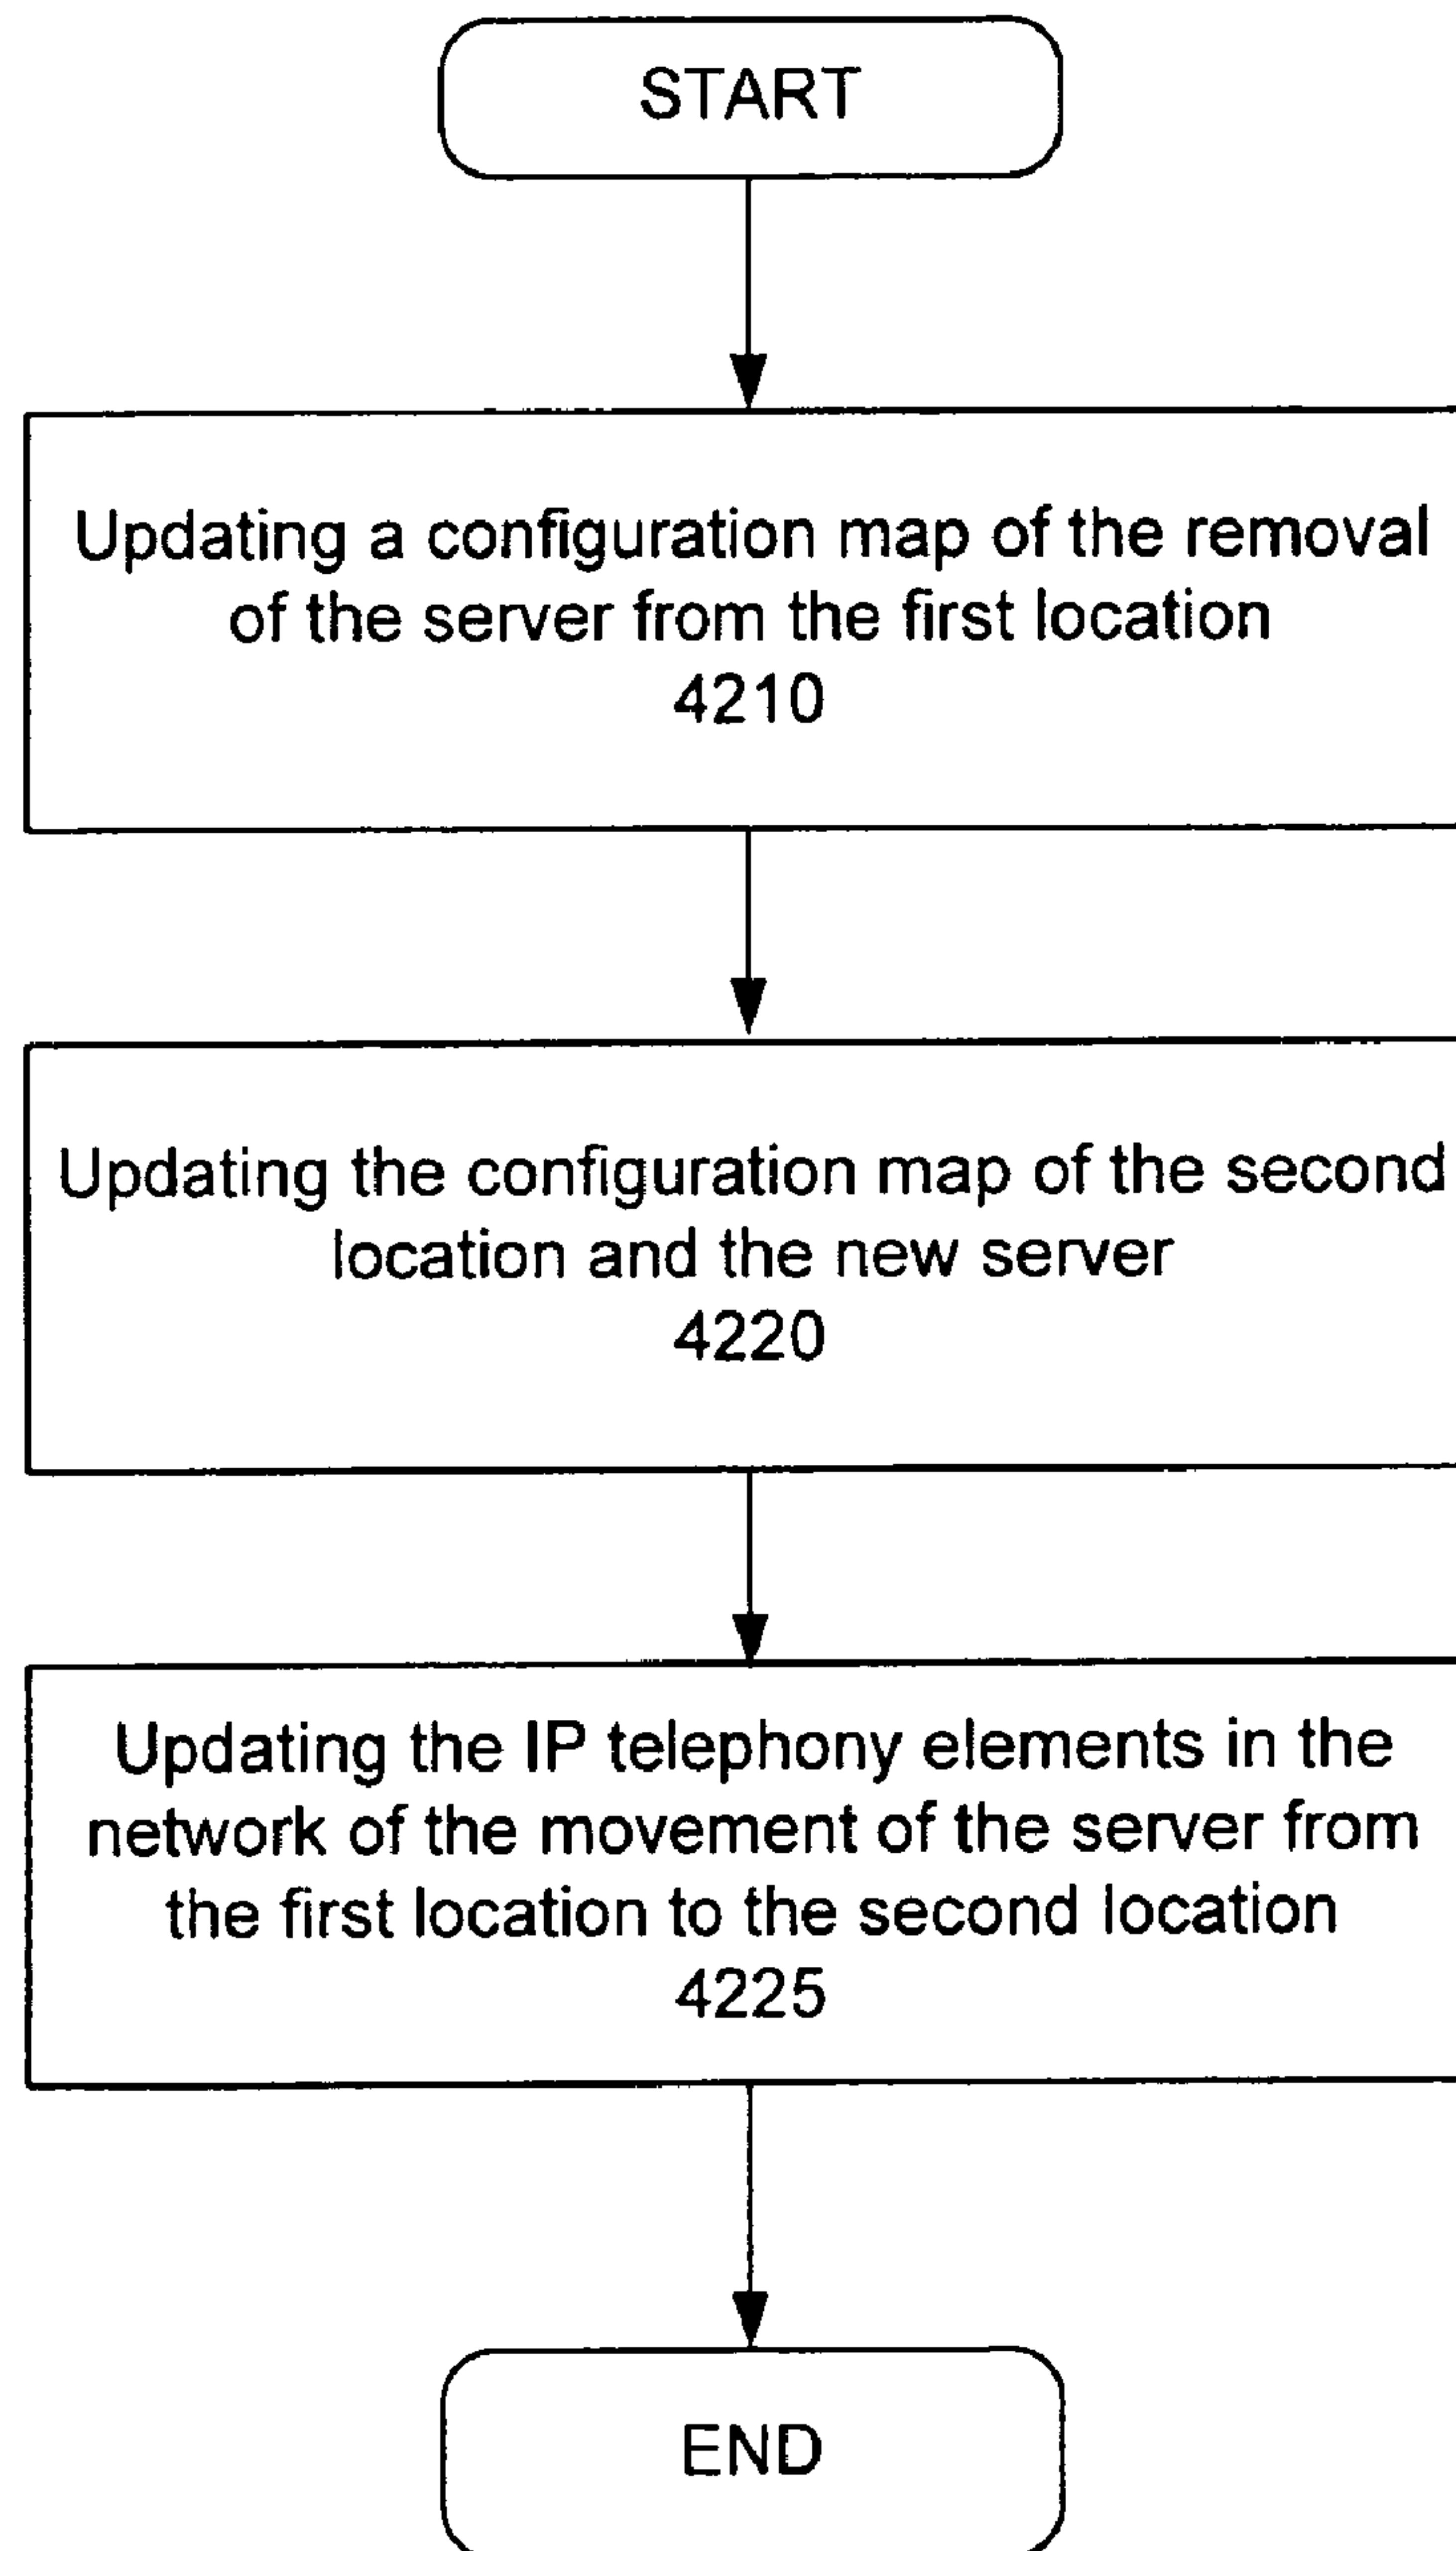 START
Updating a configuration map of the removal
of the server from the first location
4210
Updating the configuration map of the second
location and the new server
4220
Updating the IP telephony elements in the
network of the movement of the server from
the first location to the second location
4225
END